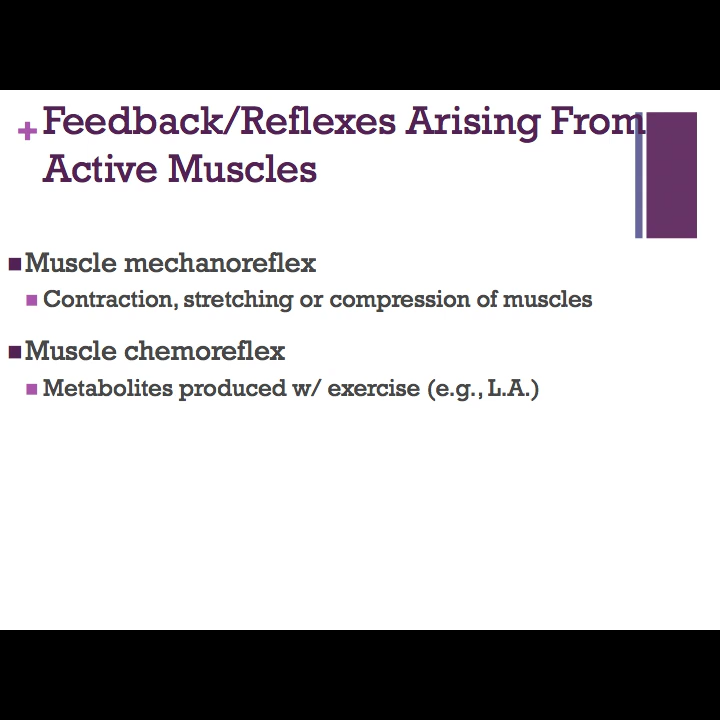 + Feedback/Reflexes Arising From
Active Muscles
Muscle mechanoreflex
Contraction, stretching or compression of muscles
Muscle chemoreflex
Metabolites produced w/ exercise (e.g., L.A.)